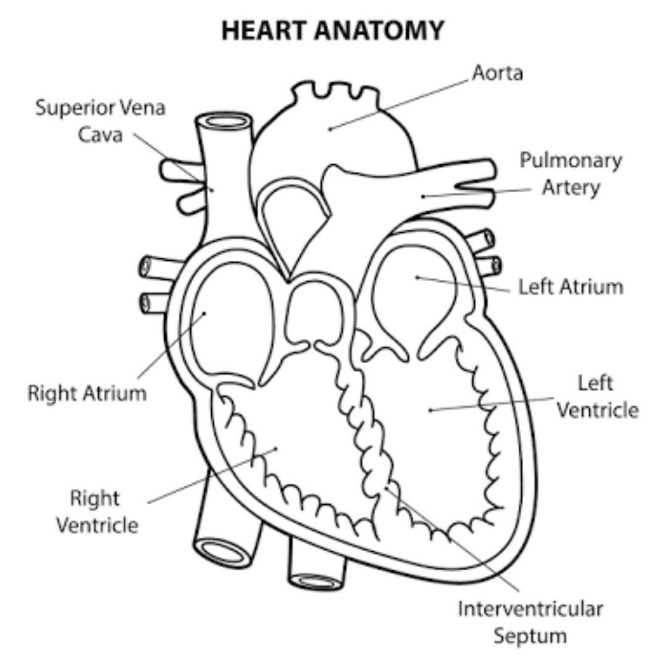 HEART ANATOMY
Aorta
Superior Vena
Cava
Pulmonary
Artery
Left Atrium
Right Atrium
Left
Ventricle
Right
Ventricle
Interventricular
Septum